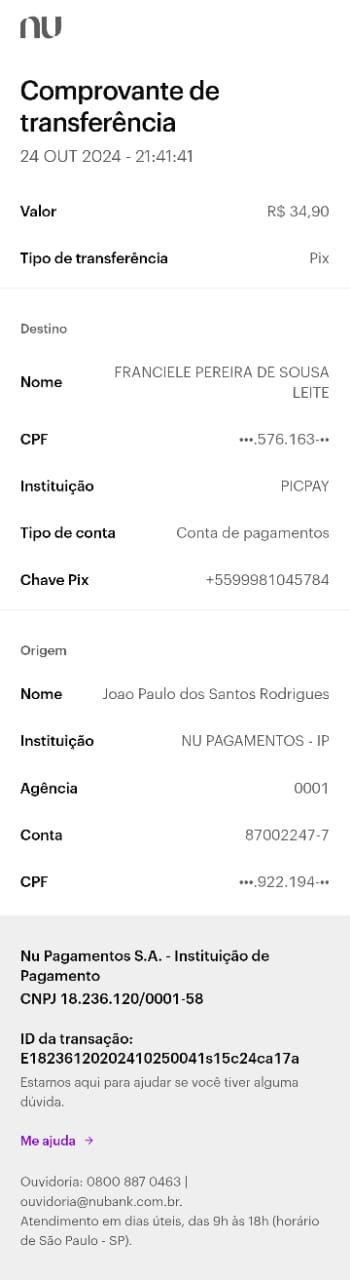 nu
Comprovante de
transferência
24 OUT 2024 - 21:41:41
Valor R$ 34,90
Tipo de transferência Pix
Destino
Nome FRANCIELE PEREIRA DE SOUSA
LEITE
CPF •••.576.163-••
Instituição PICPAY
Tipo de conta Conta de pagamentos
Chave Pix +5599981045784
Origem
Nome Joao Paulo dos Santos Rodrigues
Instituição NU PAGAMENTOS - IP
Agência 0001
Conta 87002247-7
CPF •••.922.194-••
Nu Pagamentos S.A. - Instituição de
Pagamento
CNPJ 18.236.120/0001-58
ID da transação:
E18236120202410250041s15c24ca17a
Estamos aqui para ajudar se você tiver alguma
dúvida.
Me ajuda →
Ouvidoria: 0800 887 0463 |
ouvidoria@nubank.com.br.
Atendimento em dias úteis, das 9h às 18h (horário
de São Paulo - SP).